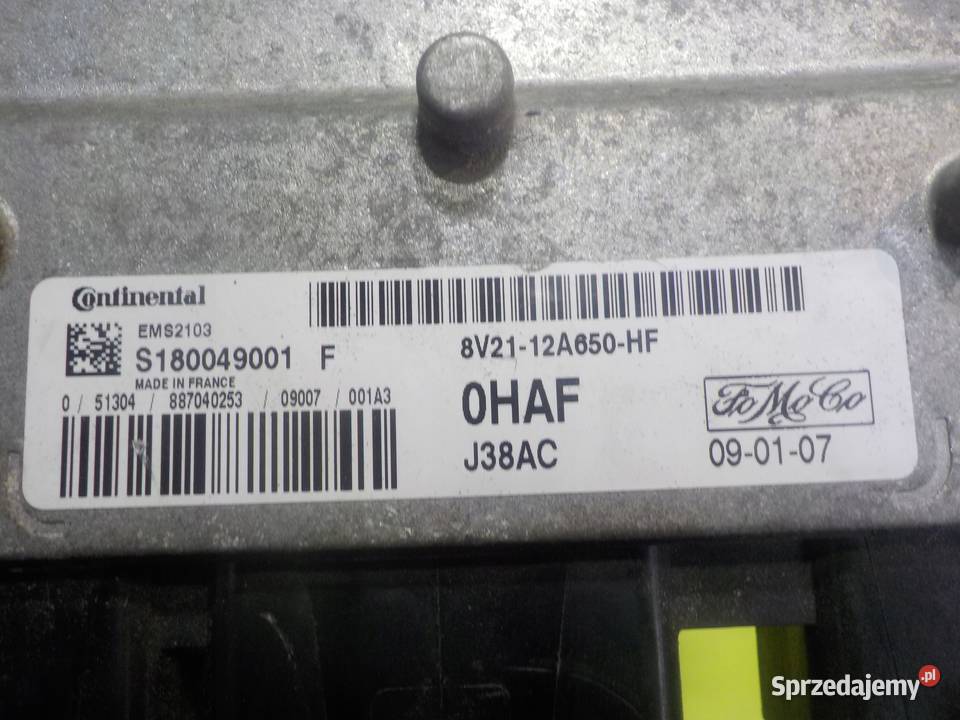 Continental
EMS2103
S180049001 F
MADE IN FRANCE
0 / 51304 / 887040253 / 09007 / 001A3
8V21-12A650-HF
0HAF
J38AC
FoMoCo
09-01-07
Sprzedajemy.pl